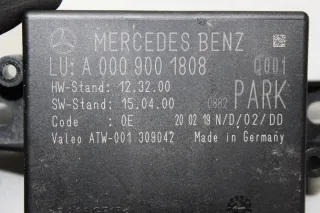 MERCEDES BENZ
LU: A 000 900 1808 Q001
HW-Stand: 12.32.00
SW-Stand: 15.04.00 0882 PARK
Code : 0E 20 02 19 N/D/02/DD
Valeo ATW-001 309042 Made in Germany